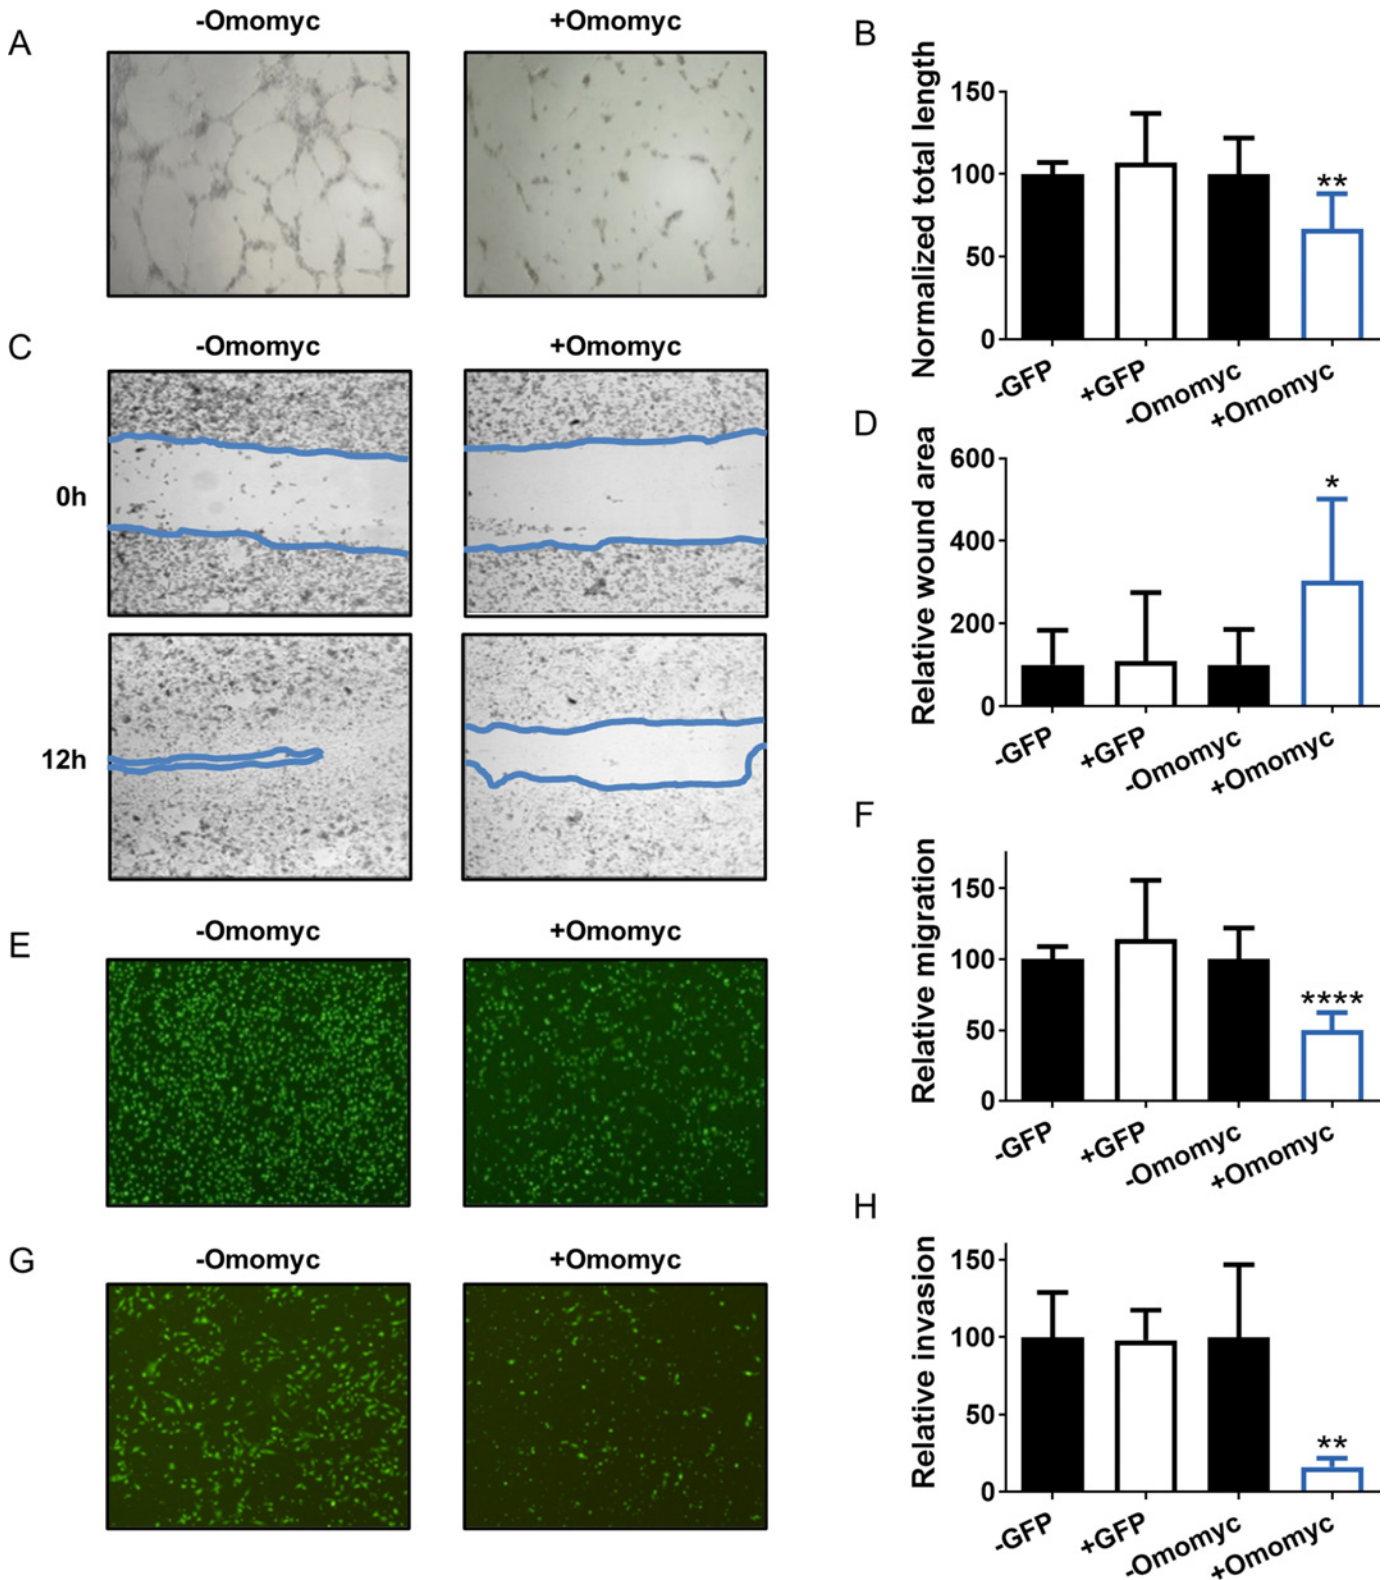 A
-Omomyc
+Omomyc
B
Normalized total length
150
100
50
0
**
-GFP
+GFP
-Omomyc
+Omomyc
C
-Omomyc
+Omomyc
0h
12h
D
Relative wound area
600
400
200
0
*
-GFP
+GFP
-Omomyc
+Omomyc
E
-Omomyc
+Omomyc
F
Relative migration
150
100
50
0
****
-GFP
+GFP
-Omomyc
+Omomyc
G
-Omomyc
+Omomyc
H
Relative invasion
150
100
50
0
**
-GFP
+GFP
-Omomyc
+Omomyc